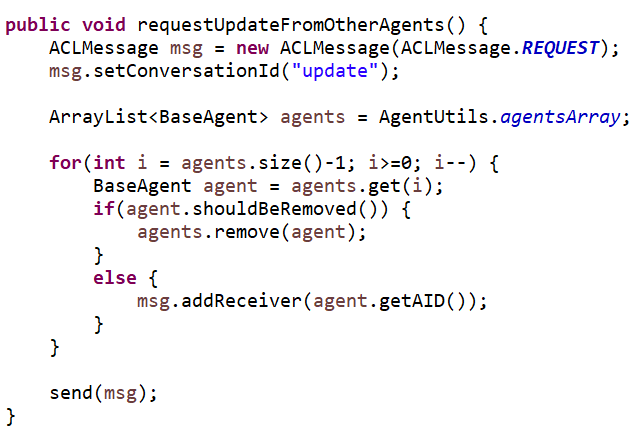 public void requestUpdateFromOtherAgents() {
    ACLMessage msg = new ACLMessage(ACLMessage.REQUEST);
    msg.setConversationId("update");

    ArrayList<BaseAgent> agents = AgentUtils.agentsArray;

    for(int i = agents.size()-1; i>=0; i--) {
        BaseAgent agent = agents.get(i);
        if(agent.shouldBeRemoved()) {
            agents.remove(agent);
        }
        else {
            msg.addReceiver(agent.getAID());
        }
    }

    send(msg);
}